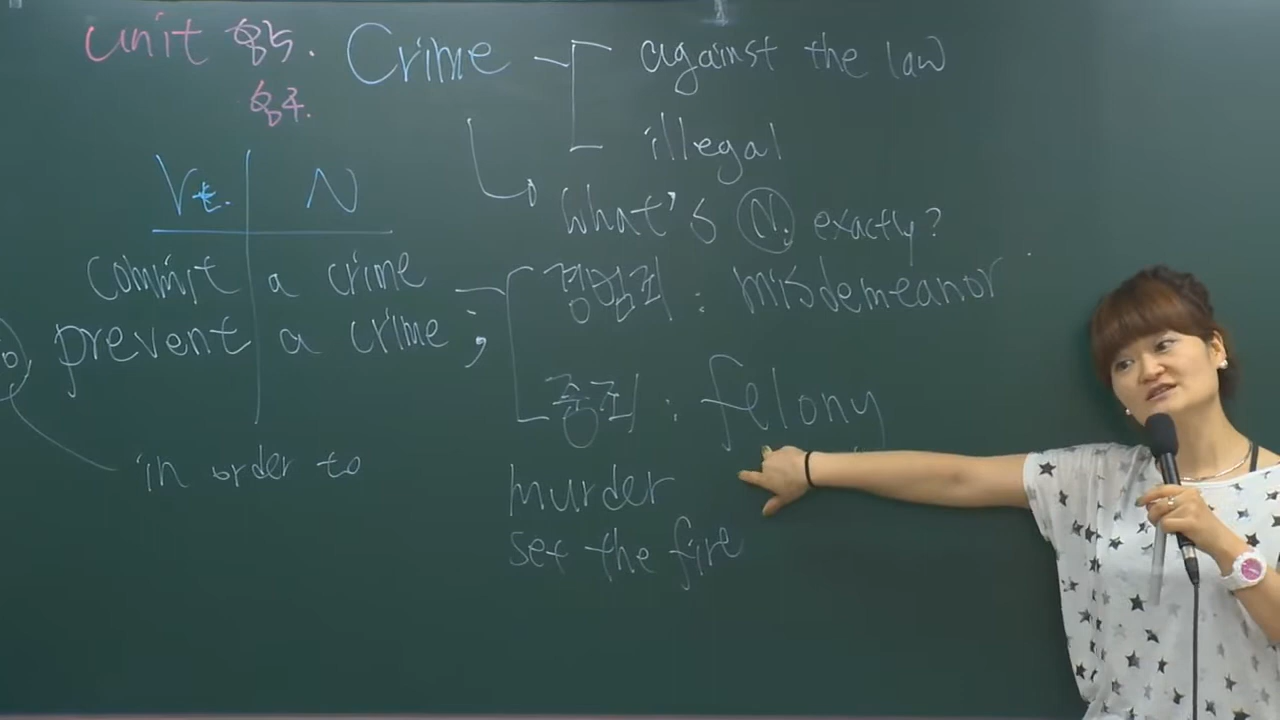 unit 85. Crime
84.
against the law
illegal
Vt. N
What's N. exactly?
commit a crime
경범죄 : misdemeanor
prevent a crime ;
중죄 : felony
in order to
murder
set the fire